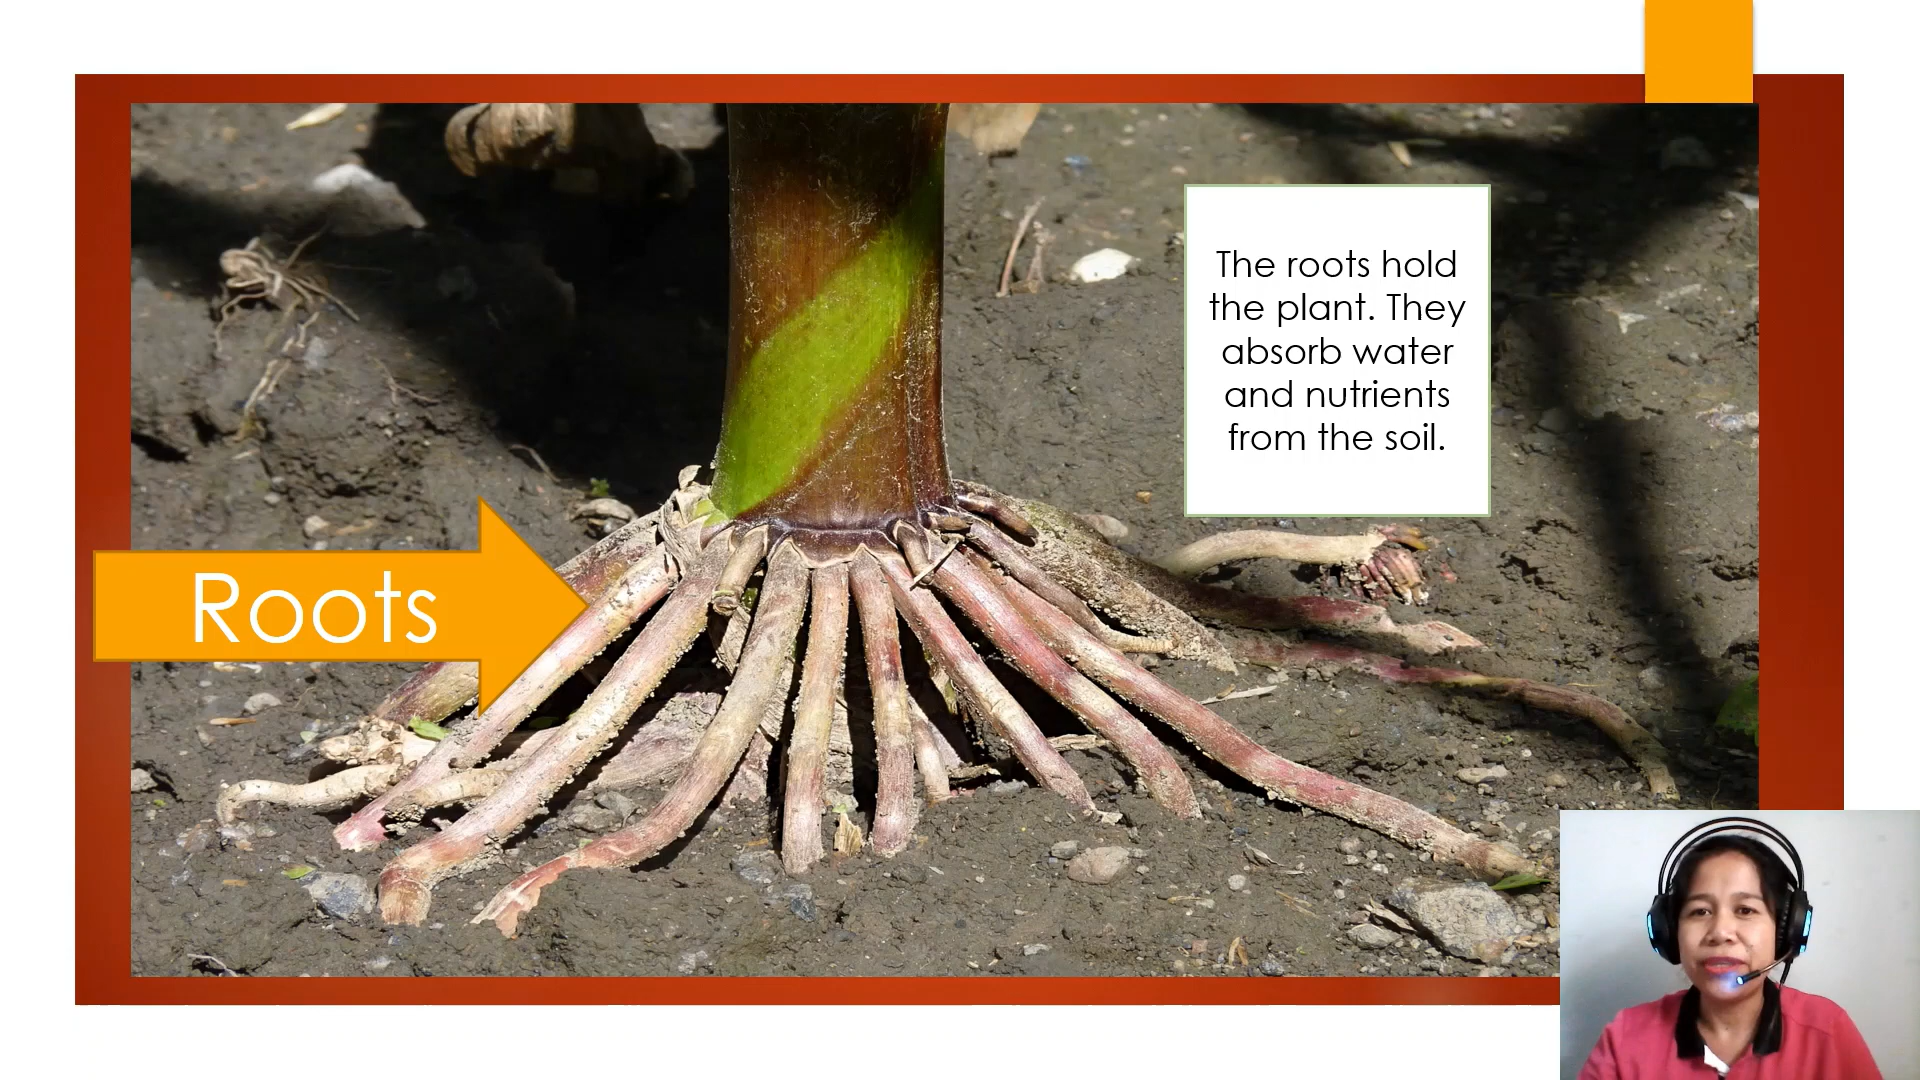 Roots
The roots hold
the plant. They
absorb water
and nutrients
from the soil.